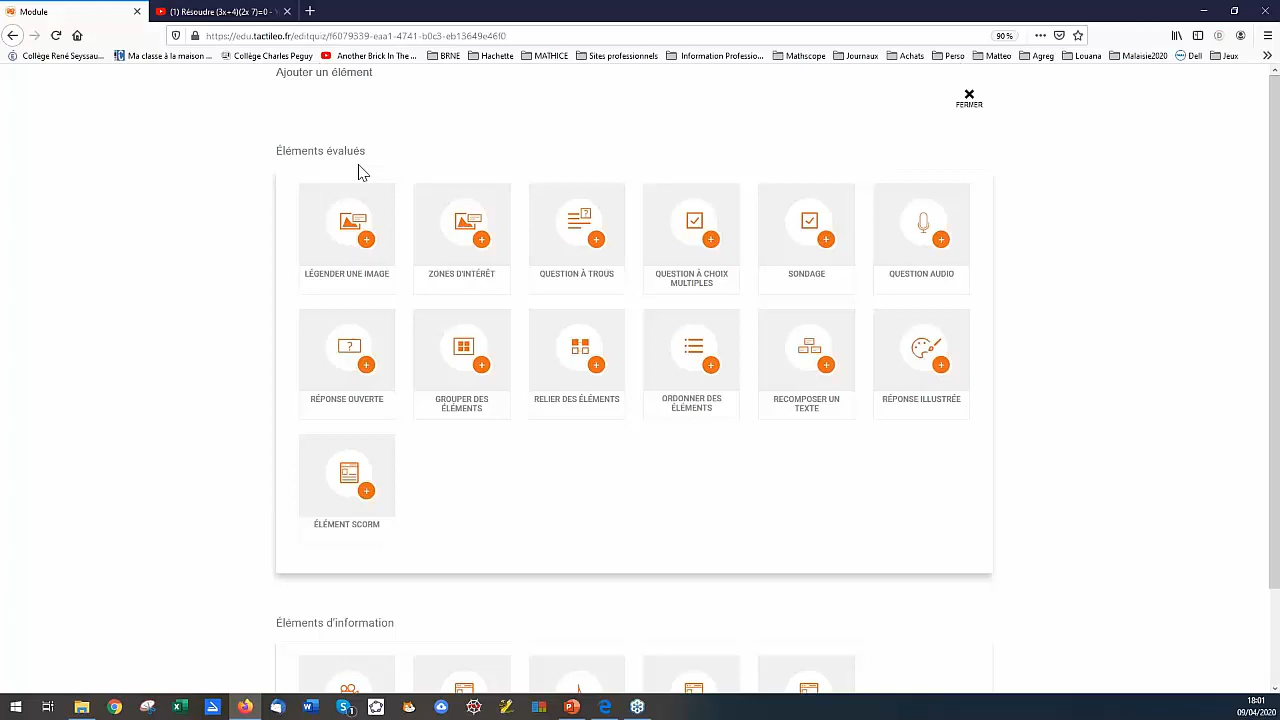 Module
(1) Résoudre (3x+4)(2x 7)=0 -
https://edu.tactileo.fr/editquiz/f6079339-eaa1-4741-b0c3-eb13649e46f0
90 %
Collège René Seyssau...
Ma classe à la maison ...
Collège Charles Peguy
Another Brick In The ...
BRNE
Hachette
MATHICE
Sites professionnels
Information Professio...
Mathscope
Journaux
Achats
Perso
Matteo
Agreg
Louana
Malaisie2020
Dell
Jeux
Ajouter un élément
FERMER
Éléments évalués
LÉGENDER UNE IMAGE
ZONES D'INTÉRÊT
QUESTION À TROUS
QUESTION À CHOIX
MULTIPLES
SONDAGE
QUESTION AUDIO
RÉPONSE OUVERTE
GROUPER DES
ÉLÉMENTS
RELIER DES ÉLÉMENTS
ORDONNER DES
ÉLÉMENTS
RECOMPOSER UN
TEXTE
RÉPONSE ILLUSTRÉE
ÉLÉMENT SCORM
Éléments d'information
18:01
09/04/2020